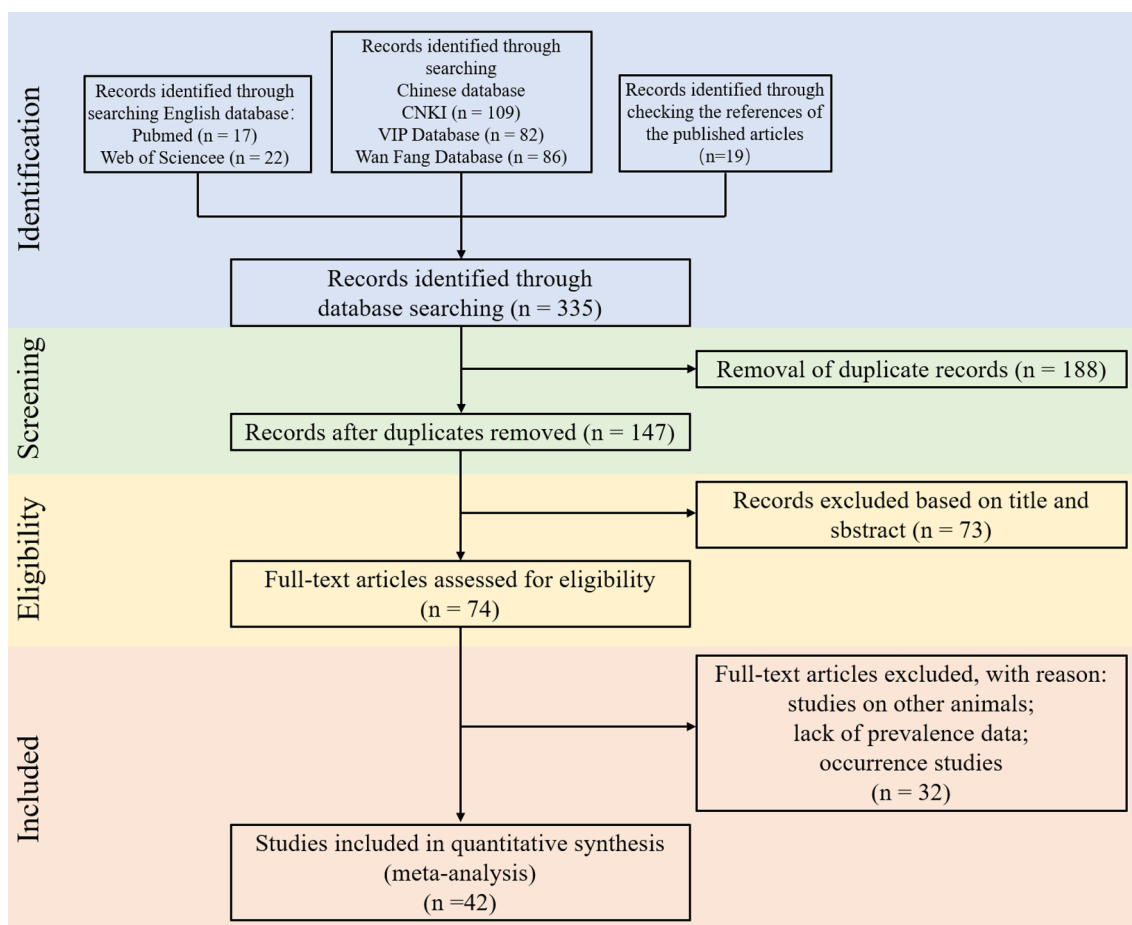 Identification
Records identified through
searching English database：
Pubmed (n = 17)
Web of Sciencee (n = 22)
Records identified through
searching
Chinese database
CNKI (n = 109)
VIP Database (n = 82)
Wan Fang Database (n = 86)
Records identified through
checking the references of
the published articles
(n=19)
Records identified through
database searching (n = 335)
Screening
Removal of duplicate records (n = 188)
Records after duplicates removed (n = 147)
Eligibility
Records excluded based on title and
sbstract (n = 73)
Full-text articles assessed for eligibility
(n = 74)
Included
Full-text articles excluded, with reason:
studies on other animals;
lack of prevalence data;
occurrence studies
(n = 32)
Studies included in quantitative synthesis
(meta-analysis)
(n =42)